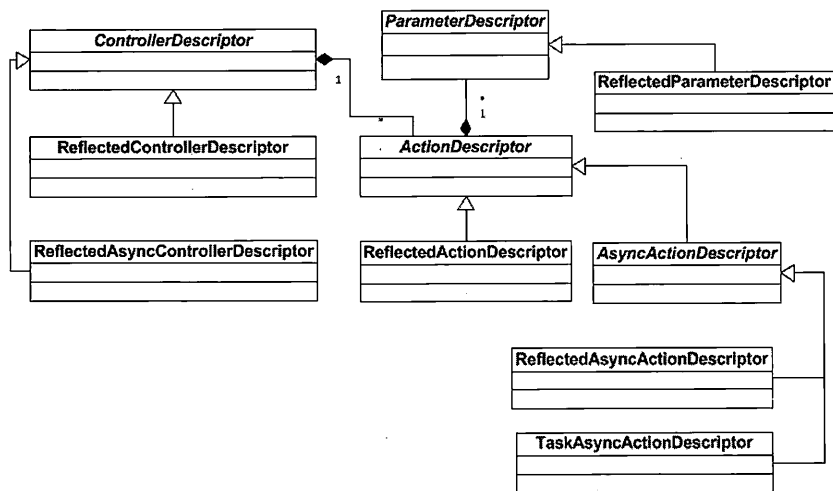 ParameterDescriptor
ControllerDescriptor
1
ReflectedParameterDescriptor
*
1
*
ReflectedControllerDescriptor
ActionDescriptor
ReflectedAsyncControllerDescriptor
ReflectedActionDescriptor
AsyncActionDescriptor
ReflectedAsyncActionDescriptor
TaskAsyncActionDescriptor